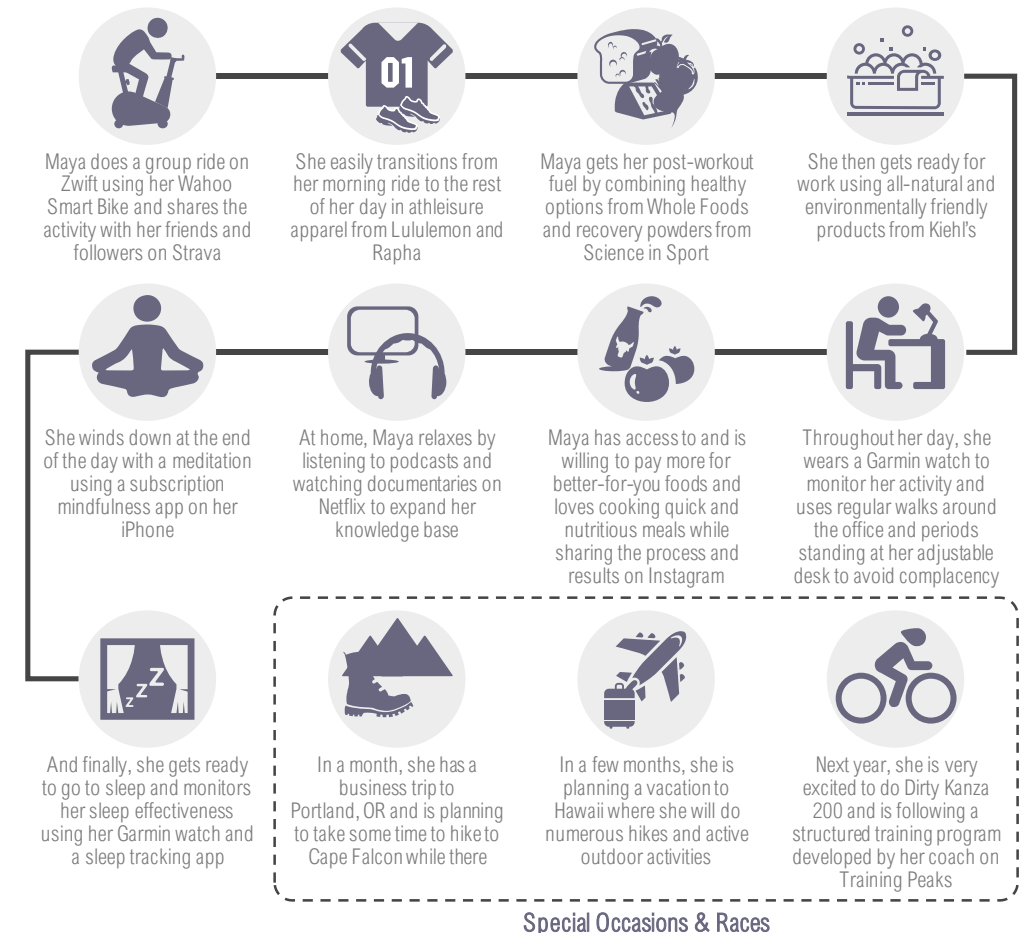 01
Maya does a group ride on
Zwift using her Wahoo
Smart Bike and shares the
activity with her friends and
followers on Strava
She easily transitions from
her morning ride to the rest
of her day in athleisure
apparel from Lululemon and
Rapha
Maya gets her post-workout
fuel by combining healthy
options from Whole Foods
and recovery powders from
Science in Sport
She then gets ready for
work using all-natural and
environmentally friendly
products from Kiehl's
She winds down at the end
of the day with a meditation
using a subscription
mindfulness app on her
iPhone
At home, Maya relaxes by
listening to podcasts and
watching documentaries on
Netflix to expand her
knowledge base
Maya has access to and is
willing to pay more for
better-for-you foods and
loves cooking quick and
nutritious meals while
sharing the process and
results on Instagram
Throughout her day, she
wears a Garmin watch to
monitor her activity and
uses regular walks around
the office and periods
standing at her adjustable
desk to avoid complacency
z z Z
And finally, she gets ready
to go to sleep and monitors
her sleep effectiveness
using her Garmin watch and
a sleep tracking app
In a month, she has a
business trip to
Portland, OR and is planning
to take some time to hike to
Cape Falcon while there
In a few months, she is
planning a vacation to
Hawaii where she will do
numerous hikes and active
outdoor activities
Next year, she is very
excited to do Dirty Kanza
200 and is following a
structured training program
developed by her coach on
Training Peaks
Special Occasions & Races